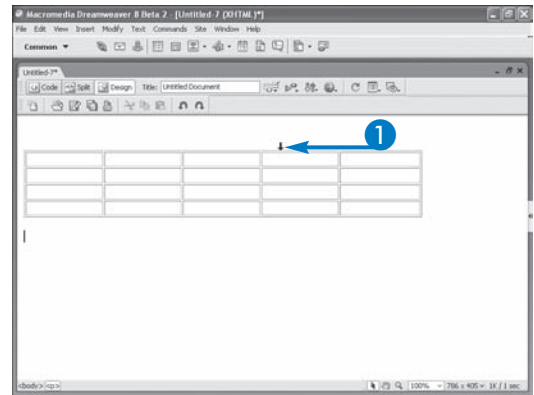 Macromedia Dreamweaver 8 Beta 2 - [Untitled-7 (XHTML)*]
File Edit View Insert Modify Text Commands Site Window Help
Common
Untitled-7*
Code Split Design Title: Untitled Document
1
<body> <p> 100% 786 x 405 1K / 1 sec